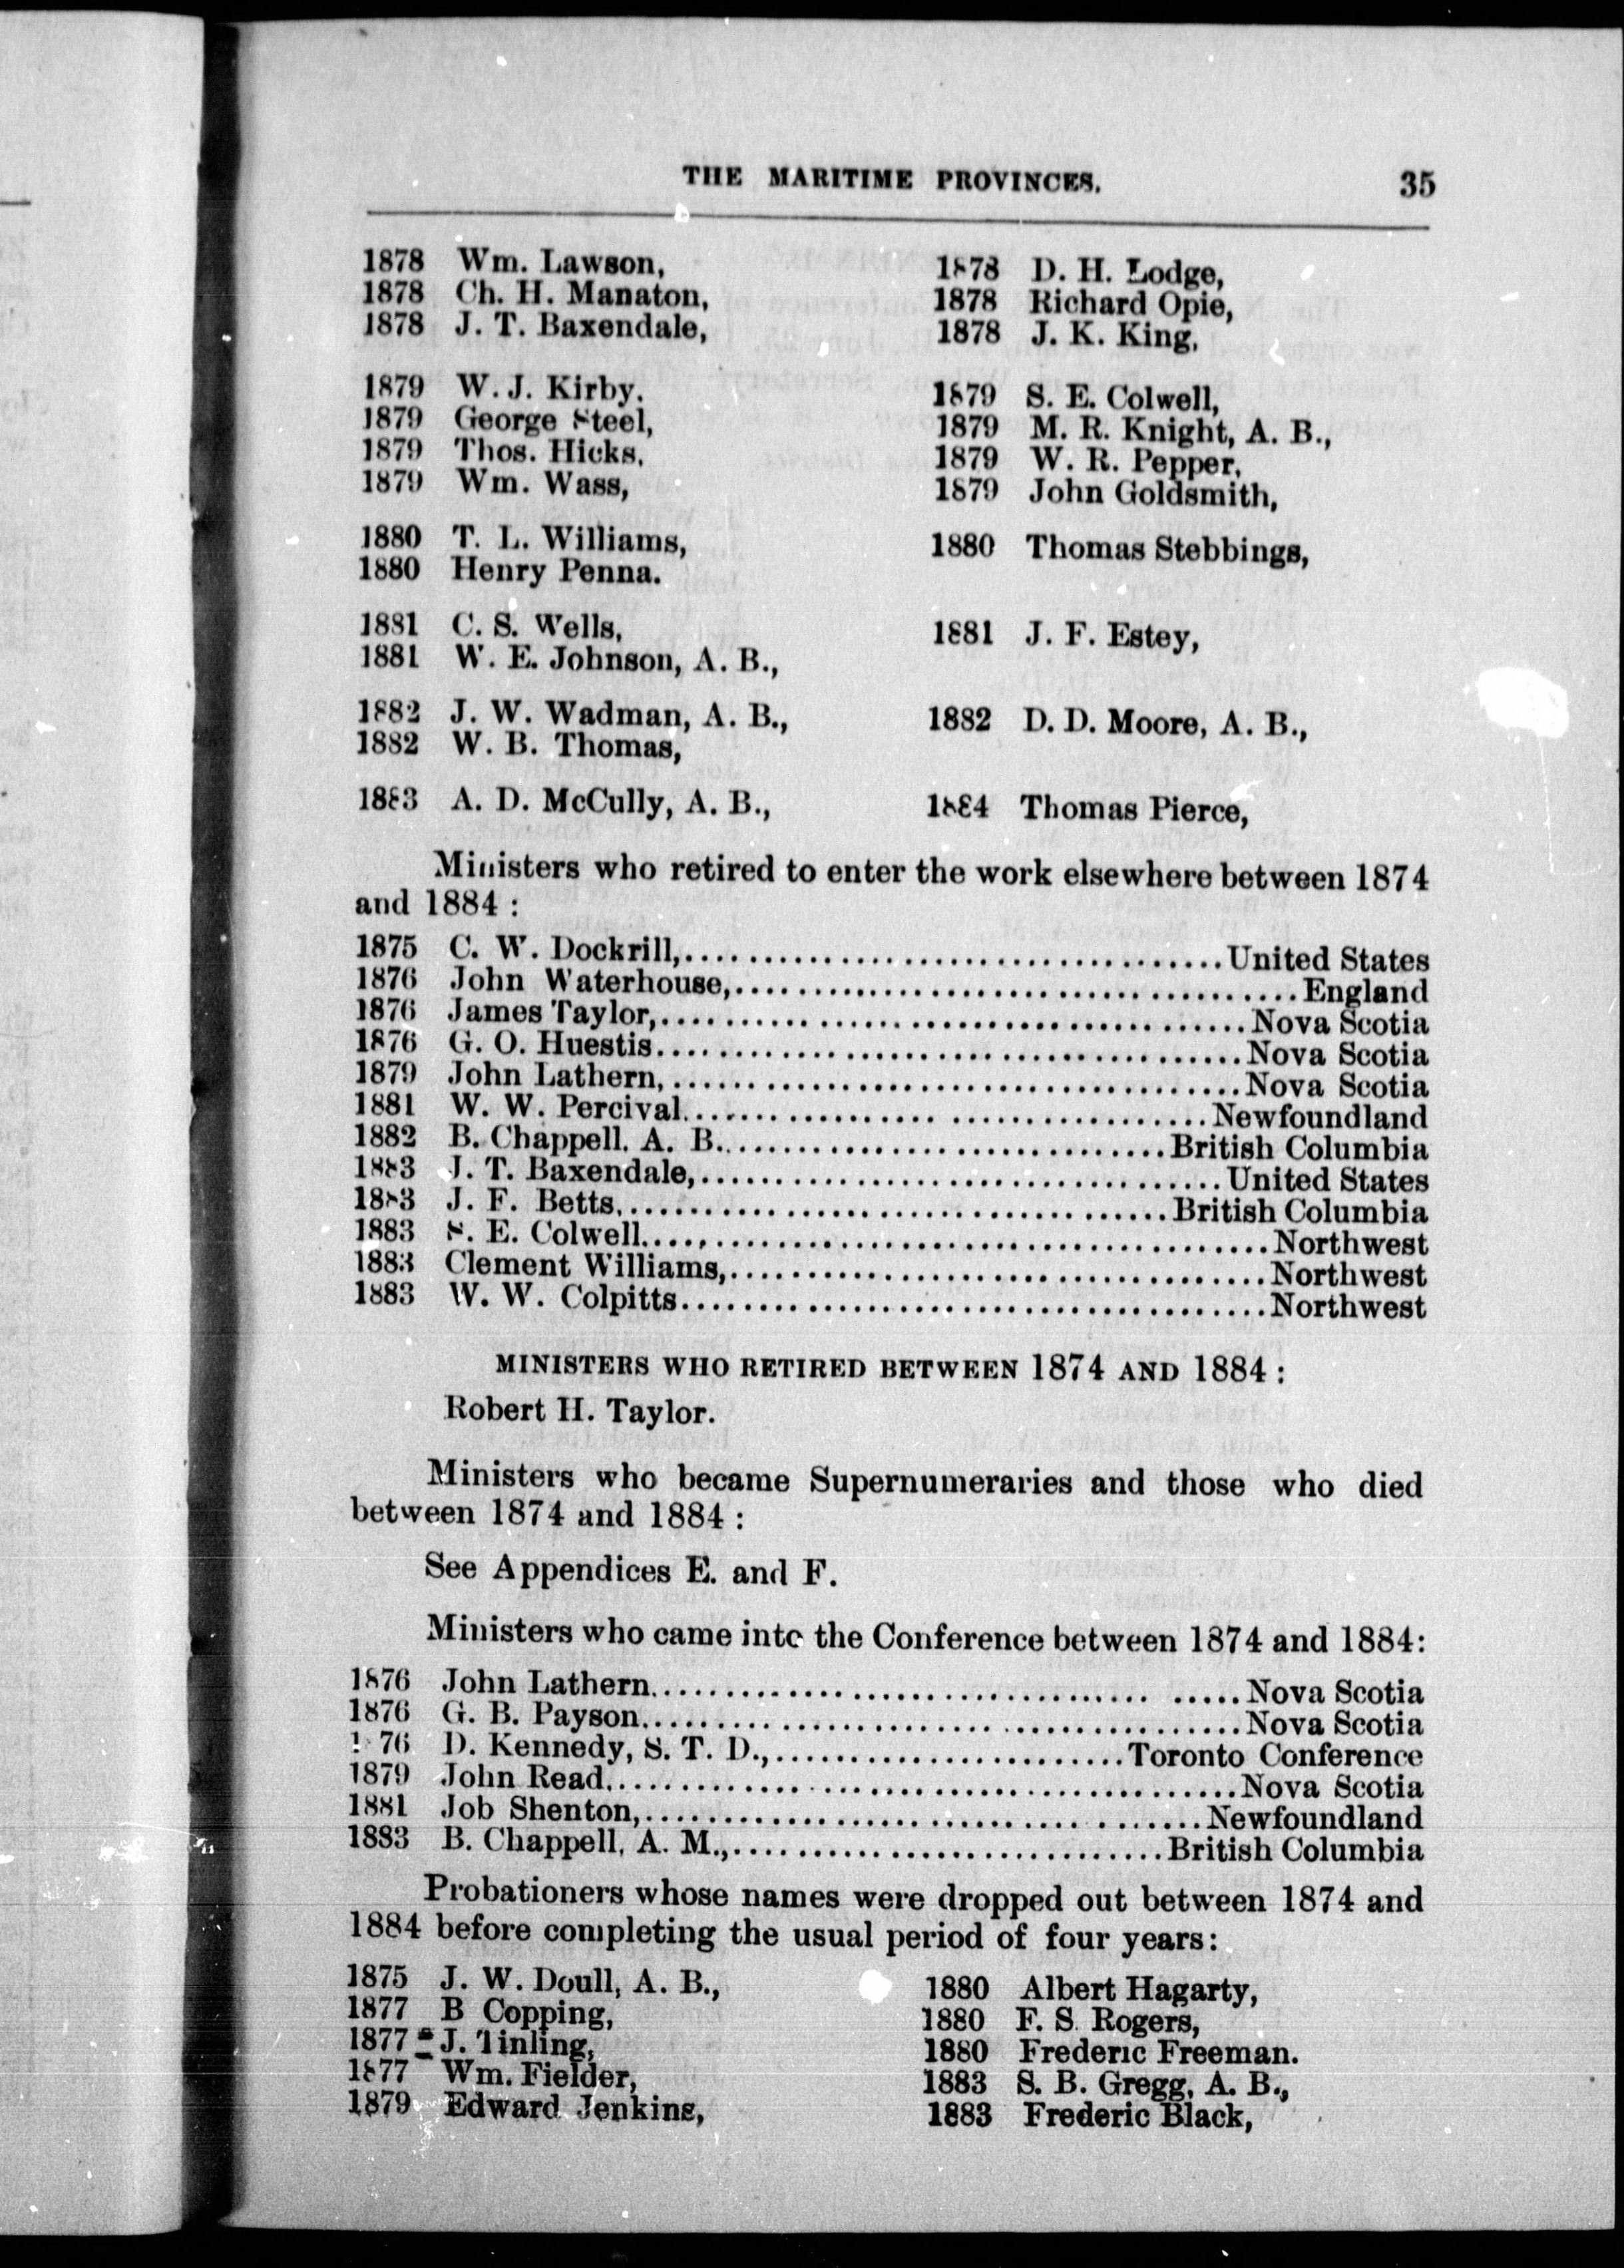 THE MARITIME PROVINCES. 35
1878 Wm. Lawson, 1878 D. H. Lodge,
1878 Ch. H. Manaton, 1878 Richard Opie,
1878 J. T. Baxendale, 1878 J. K. King,
1879 W. J. Kirby. 1879 S. E. Colwell,
1879 George Steel, 1879 M. R. Knight, A. B.,
1879 Thos. Hicks, 1879 W. R. Pepper,
1879 Wm. Wass, 1879 John Goldsmith,
1880 T. L. Williams, 1880 Thomas Stebbings,
1880 Henry Penna.
1881 C. S. Wells, 1881 J. F. Estey,
1881 W. E. Johnson, A. B.,
1882 J. W. Wadman, A. B., 1882 D. D. Moore, A. B.,
1882 W. B. Thomas,
1883 A. D. McCully, A. B., 1884 Thomas Pierce,
Ministers who retired to enter the work elsewhere between 1874
and 1884 :
1875 C. W. Dockrill,........................................United States
1876 John Waterhouse,........................................England
1876 James Taylor,........................................Nova Scotia
1876 G. O. Huestis........................................Nova Scotia
1879 John Lathern,........................................Nova Scotia
1881 W. W. Percival........................................Newfoundland
1882 B. Chappell, A. B.........................................British Columbia
1883 J. T. Baxendale,........................................United States
1883 J. F. Betts,........................................British Columbia
1883 S. E. Colwell........................................Northwest
1883 Clement Williams,........................................Northwest
1883 W. W. Colpitts........................................Northwest
MINISTERS WHO RETIRED BETWEEN 1874 AND 1884 :
Robert H. Taylor.
Ministers who became Supernumeraries and those who died
between 1874 and 1884 :
See Appendices E. and F.
Ministers who came into the Conference between 1874 and 1884:
1876 John Lathern........................................Nova Scotia
1876 G. B. Payson........................................Nova Scotia
1876 D. Kennedy, S. T. D.,........................................Toronto Conference
1879 John Read........................................Nova Scotia
1881 Job Shenton,........................................Newfoundland
1883 B. Chappell, A. M.,........................................British Columbia
Probationers whose names were dropped out between 1874 and
1884 before completing the usual period of four years:
1875 J. W. Doull, A. B., 1880 Albert Hagarty,
1877 B Copping, 1880 F. S. Rogers,
1877 J. Tinling, 1880 Frederic Freeman.
1877 Wm. Fielder, 1883 S. B. Gregg, A. B.,
1879 Edward Jenkins, 1883 Frederic Black,